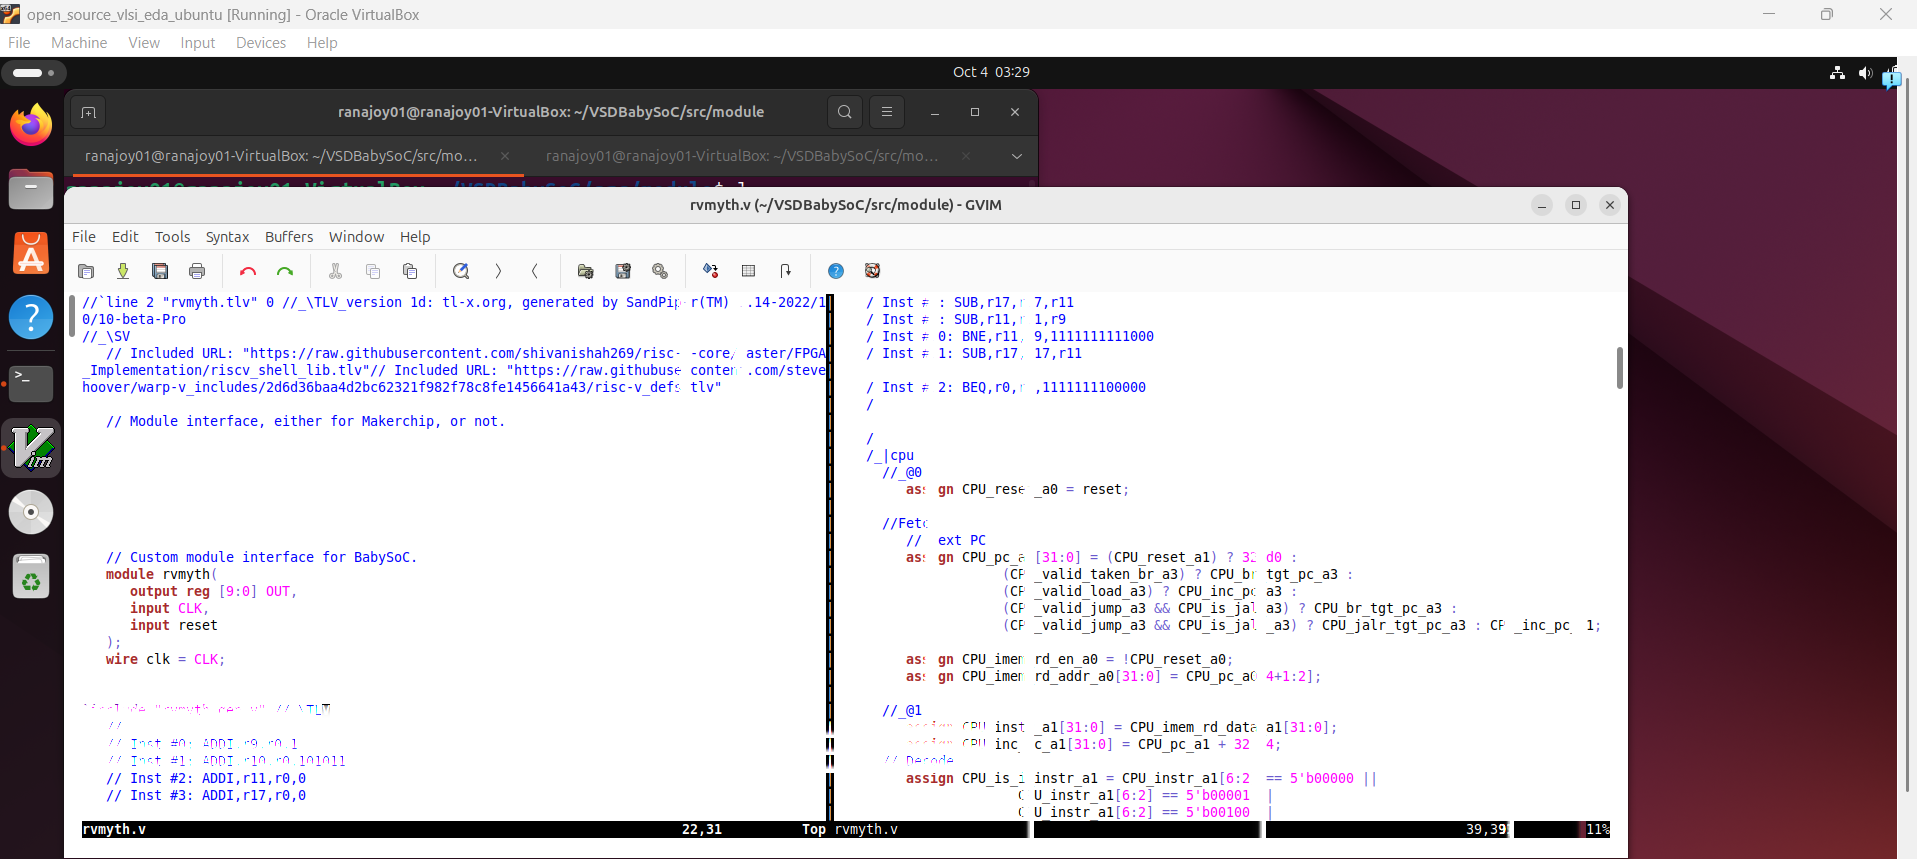 open_source_vlsi_eda_ubuntu [Running] - Oracle VirtualBox
File Machine View Input Devices Help
Oct 4 03:29
ranajoy01@ranajoy01-VirtualBox: ~/VSDBabySoC/src/module
ranajoy01@ranajoy01-VirtualBox: ~/VSDBabySoC/src/mo...
ranajoy01@ranajoy01-VirtualBox: ~/VSDBabySoC/src/mo...
rvmyth.v (~/VSDBabySoC/src/module) - GVIM
File Edit Tools Syntax Buffers Window Help
//`line 2 "rvmyth.tlv" 0 //_\TLV_version 1d: tl-x.org, generated by .14-2022/1
0/10-beta-Pro
//_\SV
// Included URL: "https://raw.githubusercontent.com/shivanishah269/risc- -core/ aster/FPGA
_Implementation/riscv_shell_lib.tlv"// Included URL: "https://raw.githubuse conten .com/steve
hoover/warp-v_includes/2d6d36baa4d2bc62321f982f78c8fe1456641a43/risc-v_defs tlv"
// Module interface, either for Makerchip, or not.
// Custom module interface for BabySoC.
module rvmyth(
output reg [9:0] OUT,
input CLK,
input reset
);
wire clk = CLK;
//
// Inst #0: ADDI,r9,r0,1
// Inst #1: ADDI,r10,r0,101011
// Inst #2: ADDI,r11,r0,0
// Inst #3: ADDI,r17,r0,0
rvmyth.v 22,31 Top
/ Inst # : SUB,r17, 7,r11
/ Inst # : SUB,r11, 1,r9
/ Inst # 0: BNE,r11, 9,1111111111000
/ Inst # 1: SUB,r17, 17,r11
/ Inst # 2: BEQ,r0, ,1111111100000
/
/
/_|cpu
//_@0
as gn CPU_rese _a0 = reset;
//Fetc
// ext PC
as gn CPU_pc_a [31:0] = (CPU_reset_a1) ? 32 d0 :
(CP _valid_taken_br_a3) ? CPU_br tgt_pc_a3 :
(CP _valid_load_a3) ? CPU_inc_pc a3 :
(CP _valid_jump_a3 && CPU_is_jal a3) ? CPU_br_tgt_pc_a3 :
(CP _valid_jump_a3 && CPU_is_jal _a3) ? CPU_jalr_tgt_pc_a3 : CP _inc_pc_ 1;
as gn CPU_imem rd_en_a0 = !CPU_reset_a0;
as gn CPU_imem rd_addr_a0[31:0] = CPU_pc_a0 4+1:2];
//_@1
CPU inst _a1[31:0] = CPU_imem_rd_data a1[31:0];
CPU inc_ c_a1[31:0] = CPU_pc_a1 + 32 4;
// Decode
assign CPU_is_i instr_a1 = CPU_instr_a1[6:2 == 5'b00000 ||
C U_instr_a1[6:2] == 5'b00001 |
C U_instr_a1[6:2] == 5'b00100 |
rvmyth.v 11%